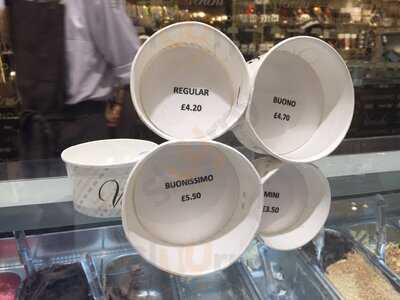 REGULAR
£4.20
BUONO
£4.70
BUONISSIMO
£5.50
MINI
£3.50